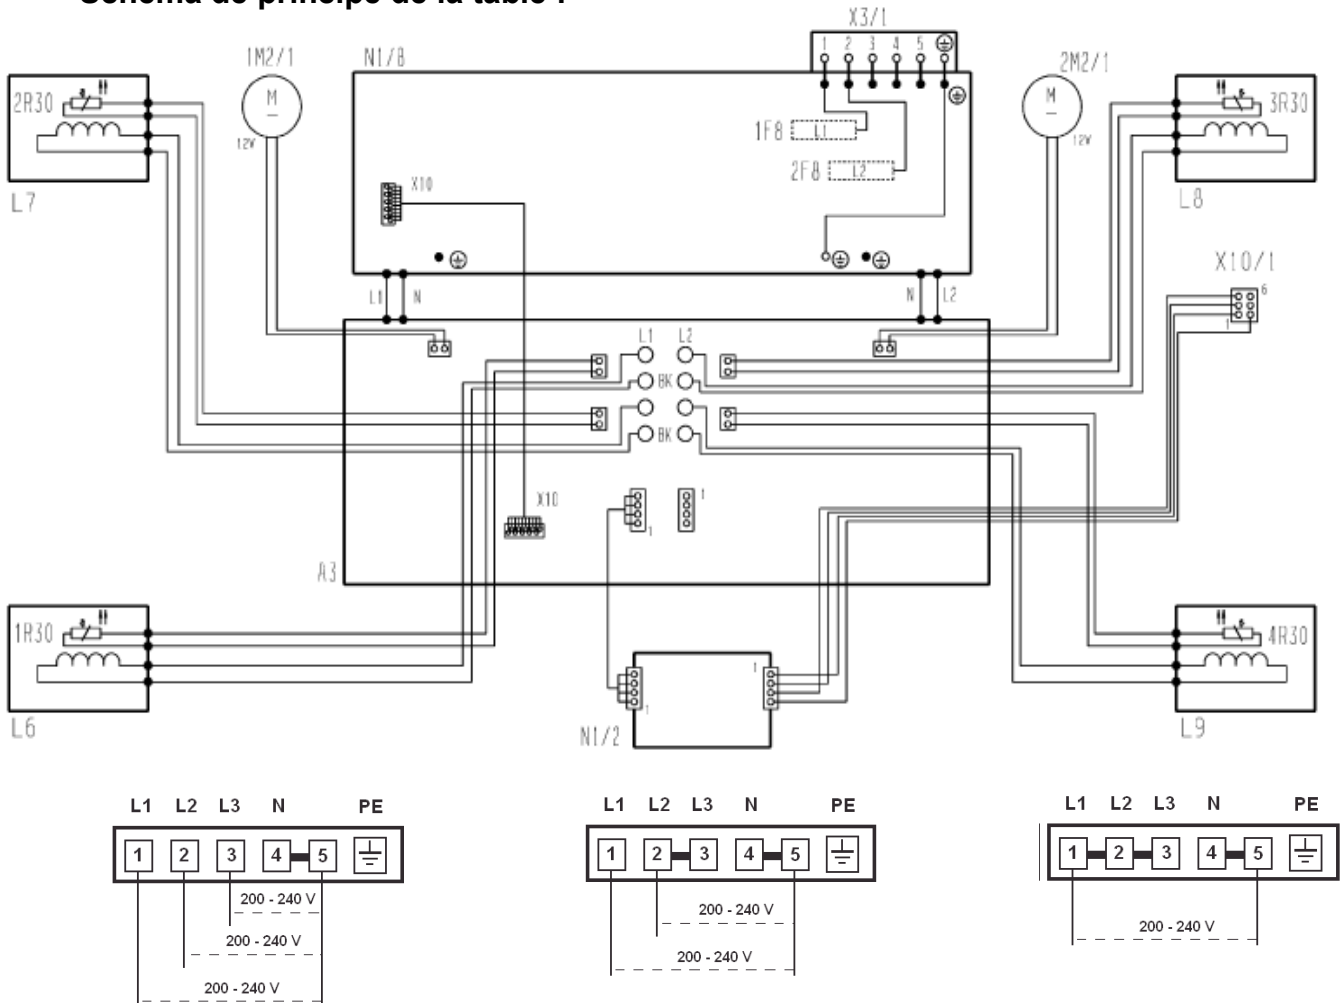 Schéma de principe de la table :
X3/1
1M2/1
N1/8
1 2 3 4 5
2M2/1
2R30
M
12V
1F8
L1
2F8
L2
M
12V
3R30
X10
L7
L8
X10/1
6
1
L1
N
N
L2
L1
L2
BK
BK
X10
1
1
A3
1R30
4R30
1
1
L6
N1/2
L9
L1 L2 L3 N PE
1 2 3 4 5
200 - 240 V
200 - 240 V
200 - 240 V
L1 L2 L3 N PE
1 2 3 4 5
200 - 240 V
200 - 240 V
L1 L2 L3 N PE
1 2 3 4 5
200 - 240 V